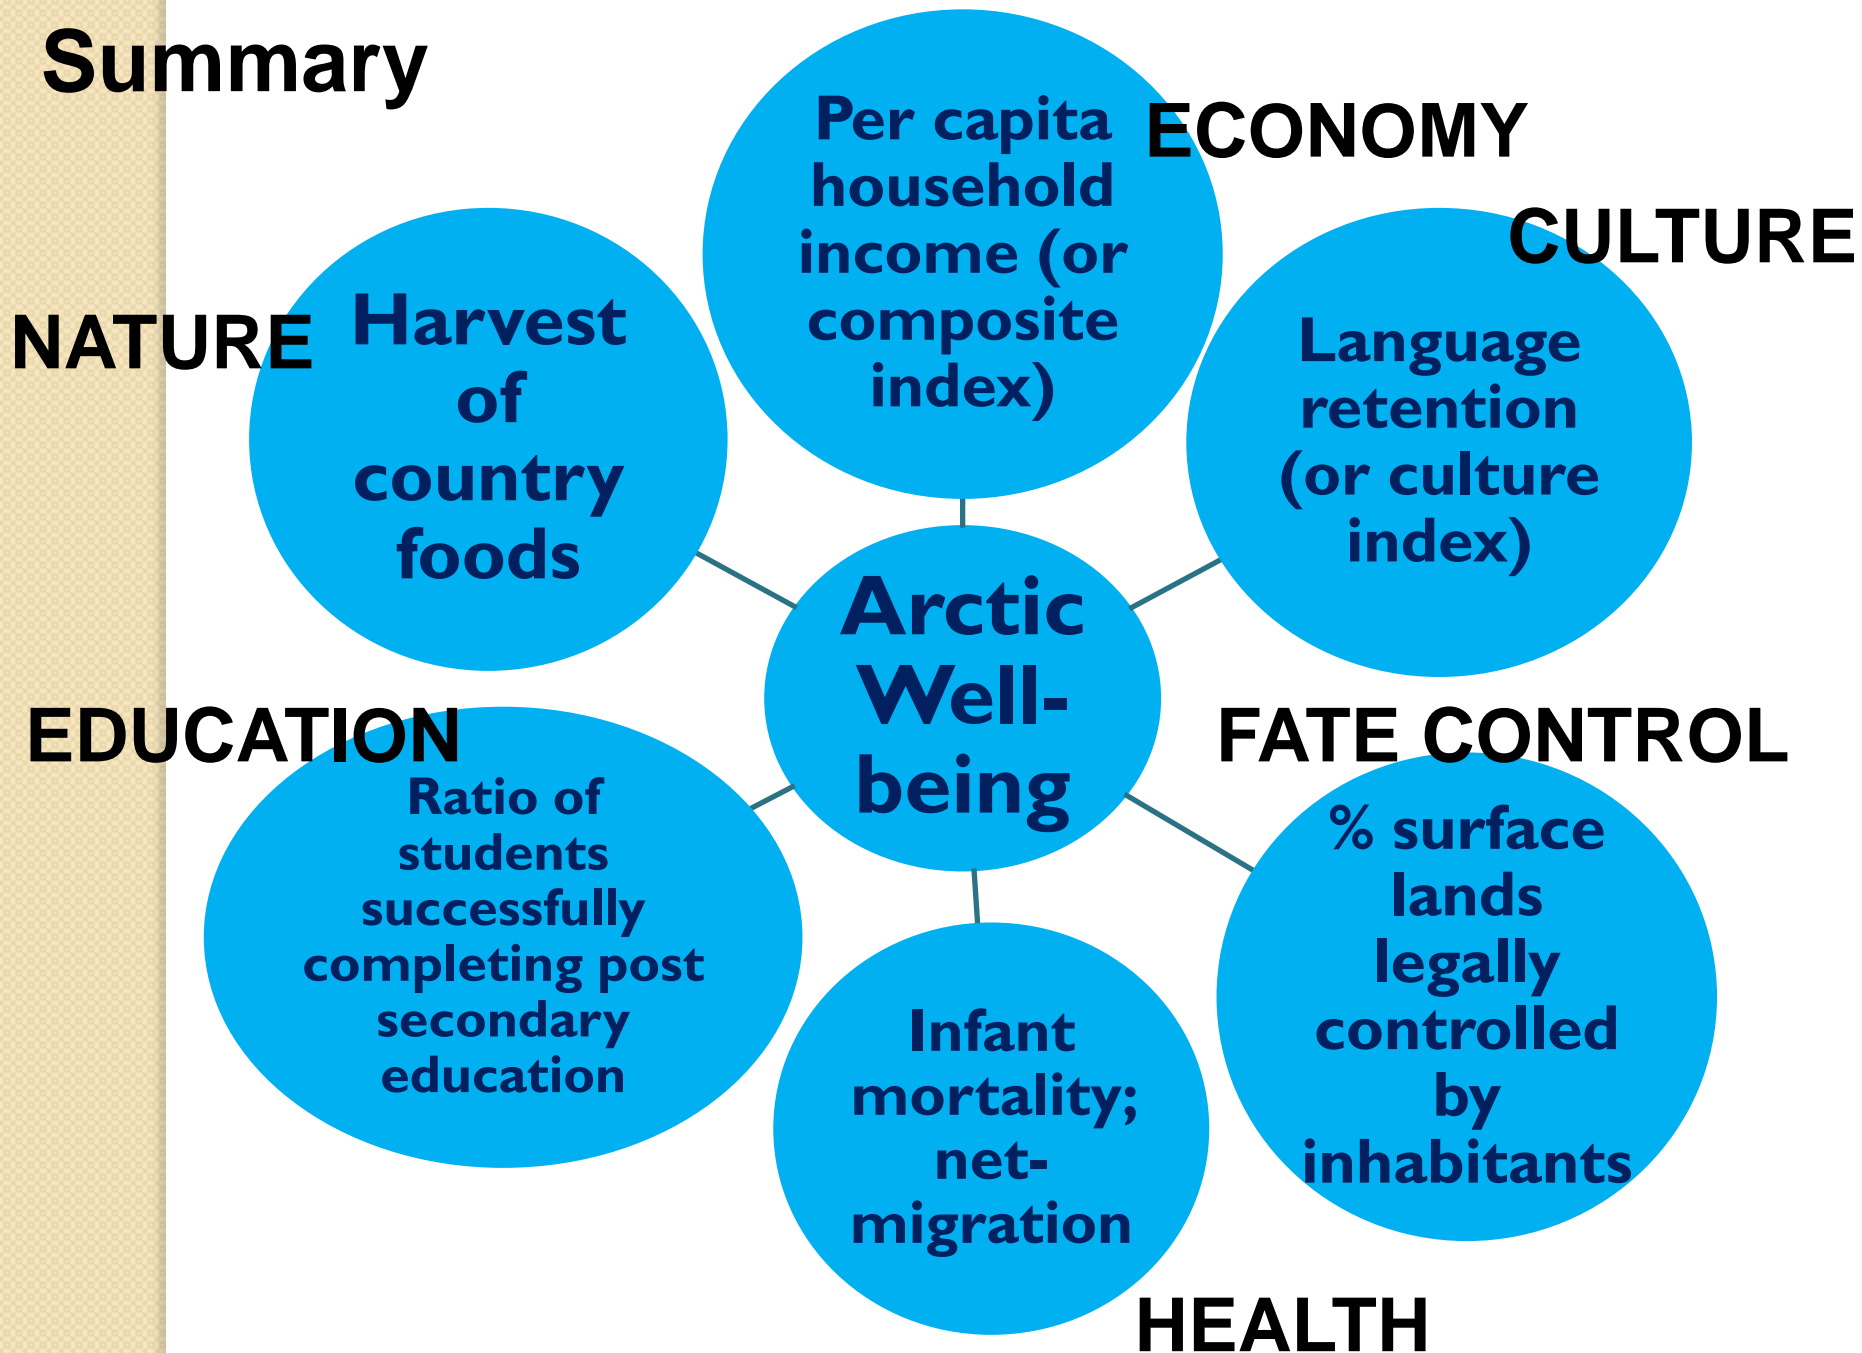 Summary
ECONOMY
Per capita
household
income (or
composite
index)
CULTURE
Language
retention
(or culture
index)
NATURE
Harvest
of
country
foods
Arctic
Well-
being
EDUCATION
Ratio of
students
successfully
completing post
secondary
education
FATE CONTROL
% surface
lands
legally
controlled
by
inhabitants
Infant
mortality;
net-
migration
HEALTH